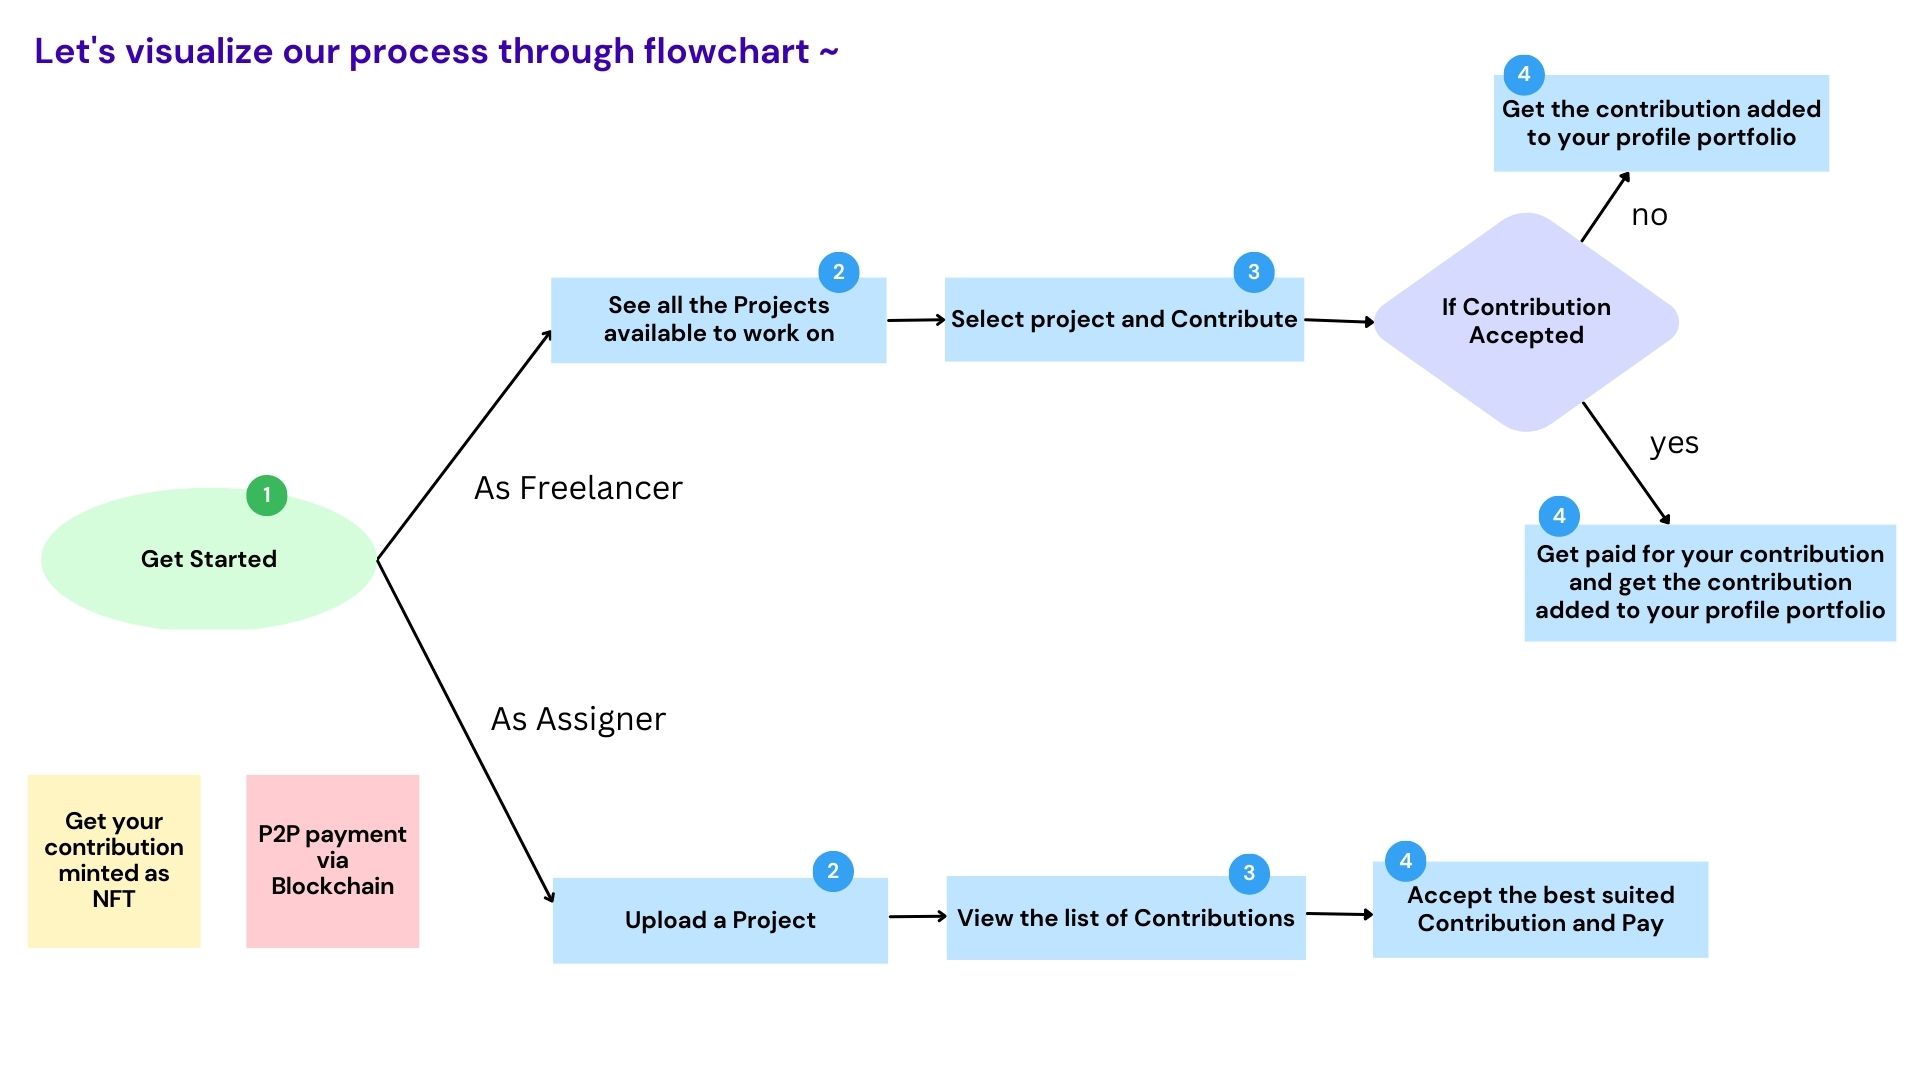 Let's visualize our process through flowchart ~
1
Get Started
As Freelancer
2
See all the Projects
available to work on
3
Select project and Contribute
If Contribution
Accepted
no
4
Get the contribution added
to your profile portfolio
yes
4
Get paid for your contribution
and get the contribution
added to your profile portfolio
As Assigner
2
Upload a Project
3
View the list of Contributions
4
Accept the best suited
Contribution and Pay
Get your
contribution
minted as
NFT
P2P payment
via
Blockchain